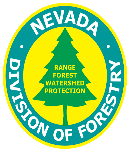 NEVADA
RANGE
FOREST
WATERSHED
PROTECTION
DIVISION OF FORESTRY